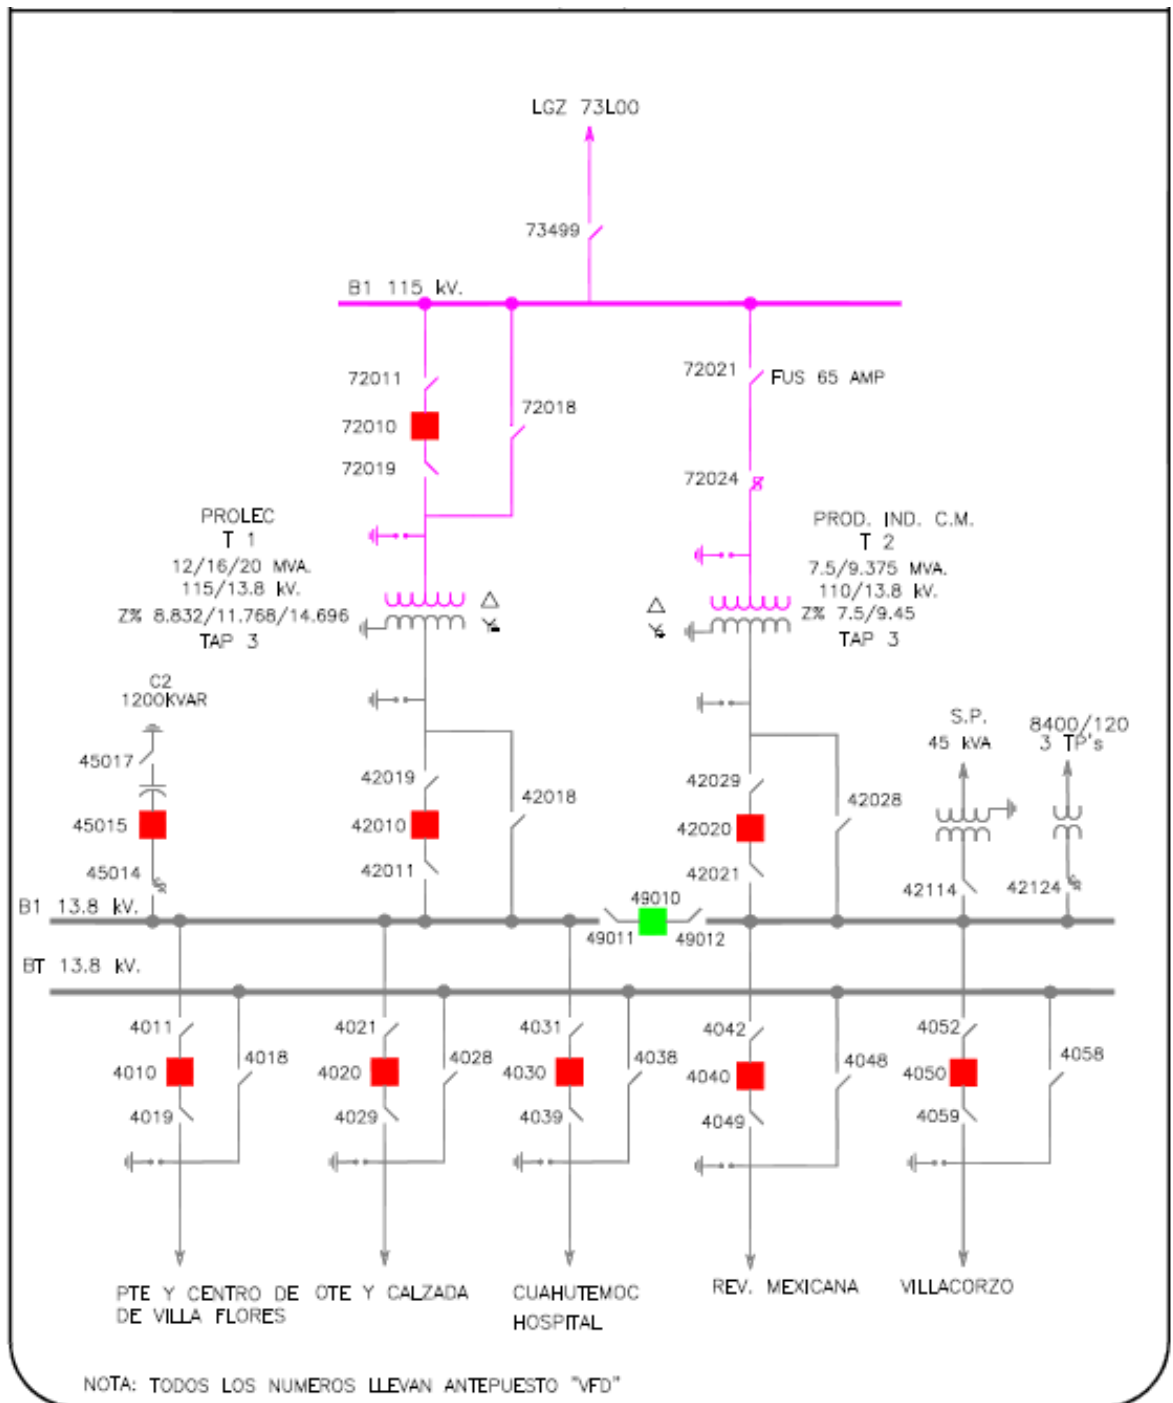 LGZ 73L00
73499
B1 115 kV.
72011
72021
FUS 65 AMP
72018
72010
72019
72024
PROLEC
T 1
12/16/20 MVA.
115/13.8 kV.
Z% 8.832/11.768/14.696
TAP 3
PROD. IND. C.M.
T 2
7.5/9.375 MVA.
110/13.8 kV.
Z% 7.5/9.45
TAP 3
C2
1200KVAR
45017
45015
45014
42019
42018
42010
42011
42029
42028
42020
42021
S.P.
45 kVA
8400/120
3 TP's
42114
42124
B1 13.8 kV.
49010
49011
49012
BT 13.8 kV.
4011
4018
4010
4019
4021
4028
4020
4029
4031
4038
4030
4039
4042
4048
4040
4049
4052
4058
4050
4059
PTE Y CENTRO DE
DE VILLA FLORES
OTE Y CALZADA
CUAHUTEMOC
HOSPITAL
REV. MEXICANA
VILLACORZO
NOTA: TODOS LOS NUMEROS LLEVAN ANTEPUESTO "VFD"